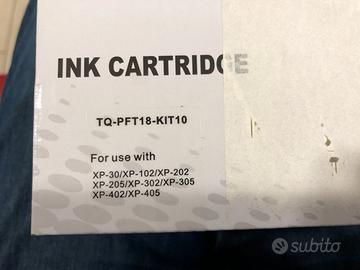 INK CARTRIDGE
TQ-PFT18-KIT10
For use with
XP-30/XP-102/XP-202
XP-205/XP-302/XP-305
XP-402/XP-405
subito